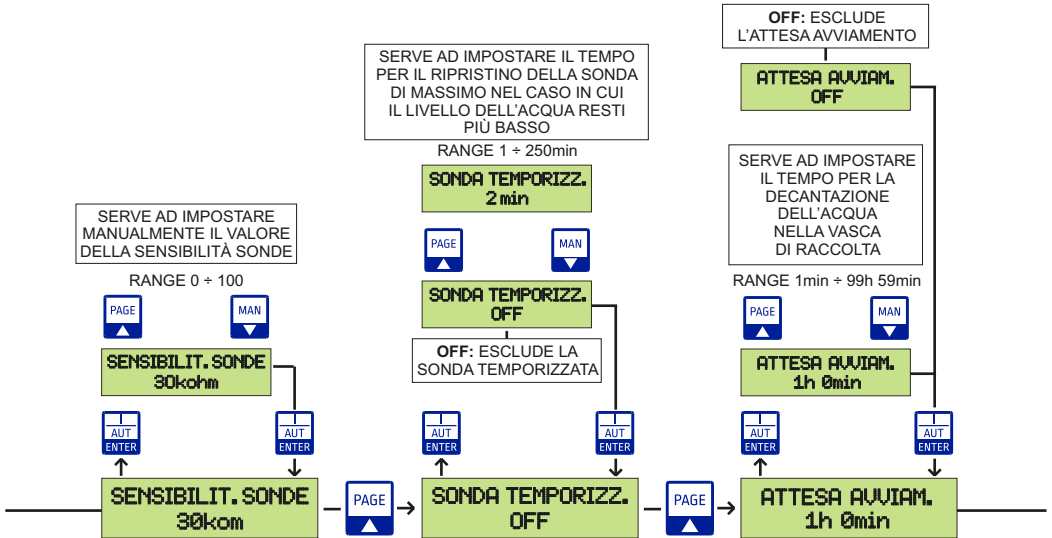 SERVE AD IMPOSTARE
MANUALMENTE IL VALORE
DELLA SENSIBILITÀ SONDE
RANGE 0 ÷ 100
PAGE
MAN
SENSIBILIT. SONDE
30kohm
AUT
ENTER
AUT
ENTER
SENSIBILIT. SONDE
30kom
PAGE
SERVE AD IMPOSTARE IL TEMPO
PER IL RIPRISTINO DELLA SONDA
DI MASSIMO NEL CASO IN CUI
IL LIVELLO DELL'ACQUA RESTI
PIÙ BASSO
RANGE 1 ÷ 250min
SONDA TEMPORIZZ.
2 min
PAGE
MAN
SONDA TEMPORIZZ.
OFF
OFF: ESCLUDE LA
SONDA TEMPORIZZATA
AUT
ENTER
AUT
ENTER
SONDA TEMPORIZZ.
OFF
PAGE
OFF: ESCLUDE
L'ATTESA AVVIAMENTO
ATTESA AVVIAM.
OFF
SERVE AD IMPOSTARE
IL TEMPO PER LA
DECANTAZIONE
DELL'ACQUA
NELLA VASCA
DI RACCOLTA
RANGE 1min ÷ 99h 59min
PAGE
MAN
ATTESA AVVIAM.
1h 0min
AUT
ENTER
AUT
ENTER
ATTESA AVVIAM.
1h 0min